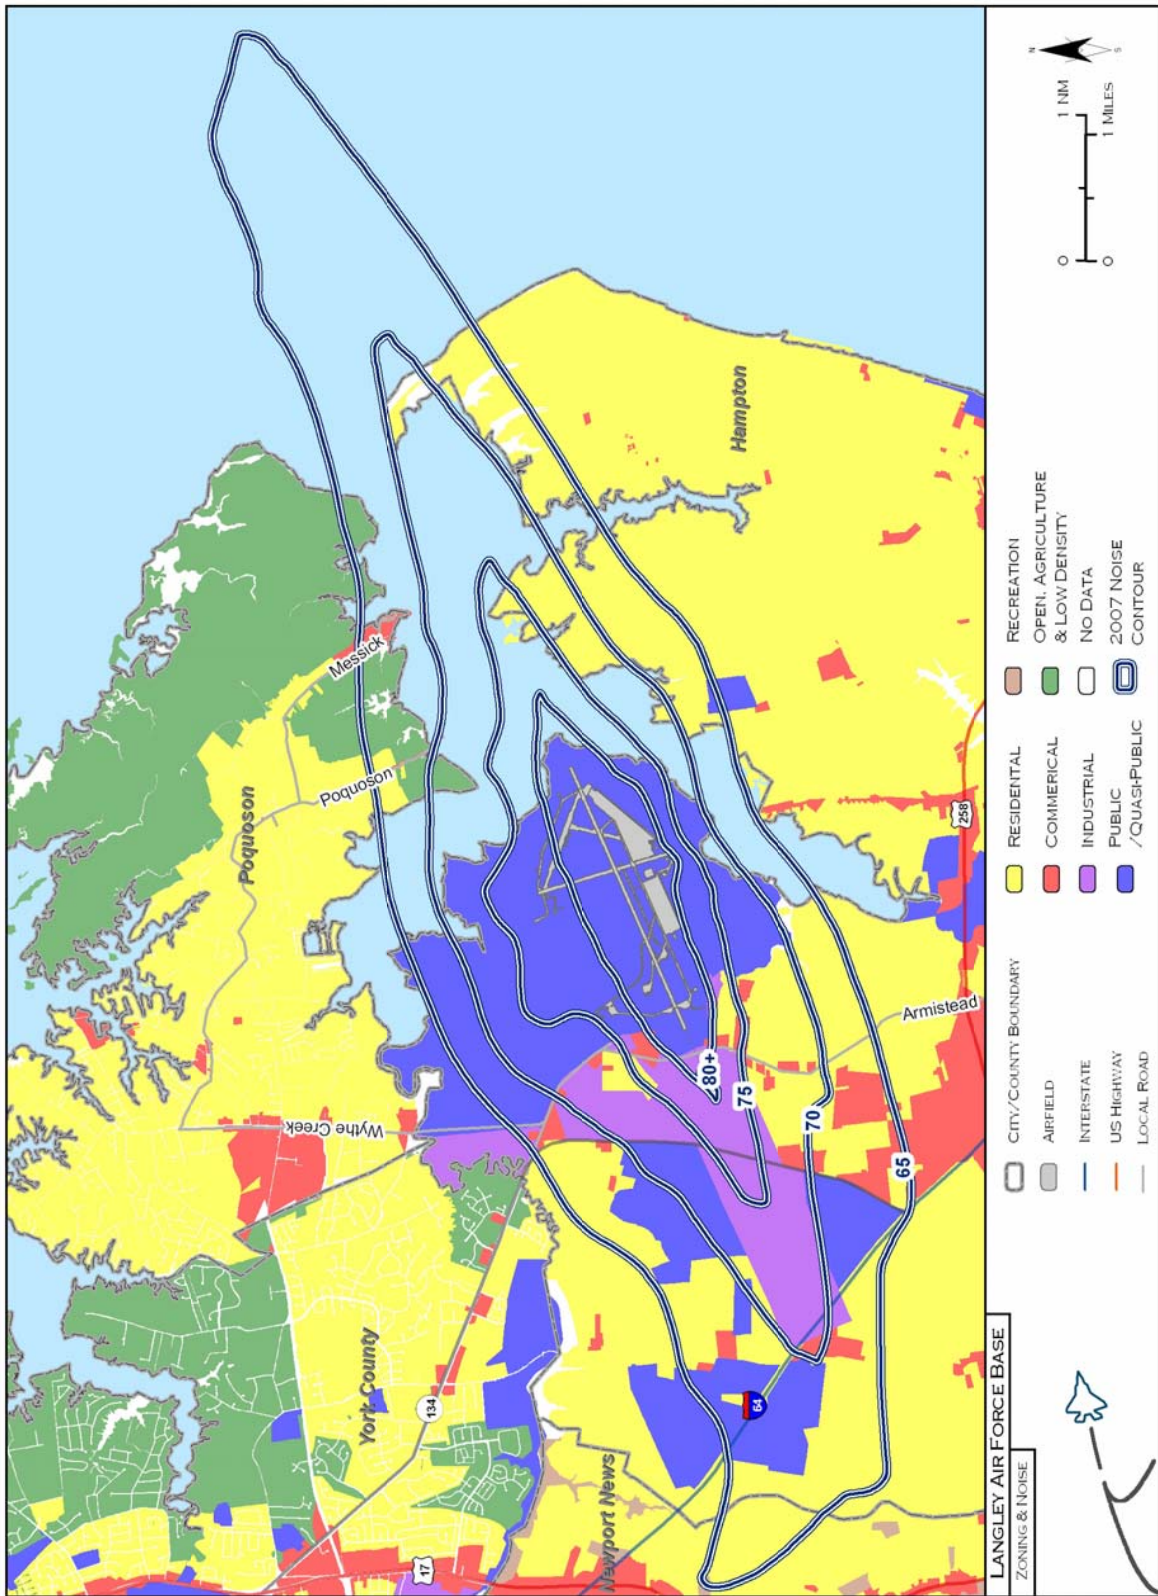 Poquoson
Wythe Creek
Poquoson
Messick
York County
134
17
Newport News
64
Hampton
258
Armistead
80+
75
70
65
LANGLEY AIR FORCE BASE
ZONING & NOISE
CITY/COUNTY BOUNDARY
AIRFIELD
INTERSTATE
US HIGHWAY
LOCAL ROAD
RESIDENTAL
COMMERICAL
INDUSTRIAL
PUBLIC
/QUASI-PUBLIC
RECREATION
OPEN, AGRICULTURE
& LOW DENSITY
NO DATA
2007 NOISE
CONTOUR
0 1 NM
0 1 MILES
N
S